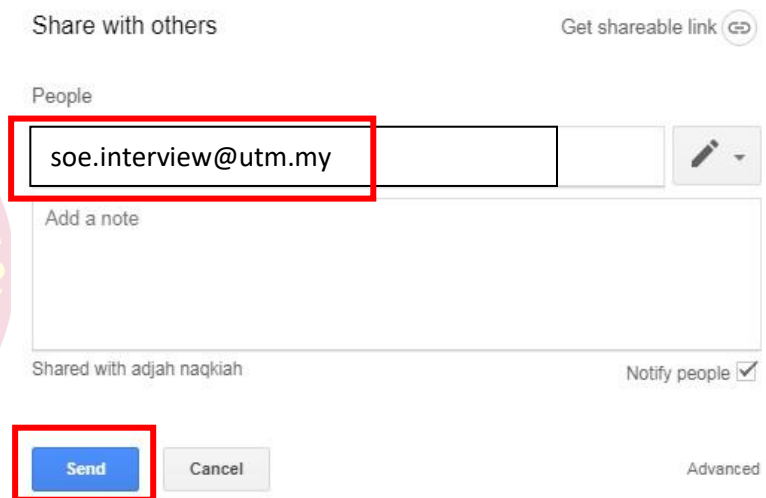 Share with others
Get shareable link
People
soe.interview@utm.my
Add a note
Shared with adjah naqkiah
Notify people
Send
Cancel
Advanced